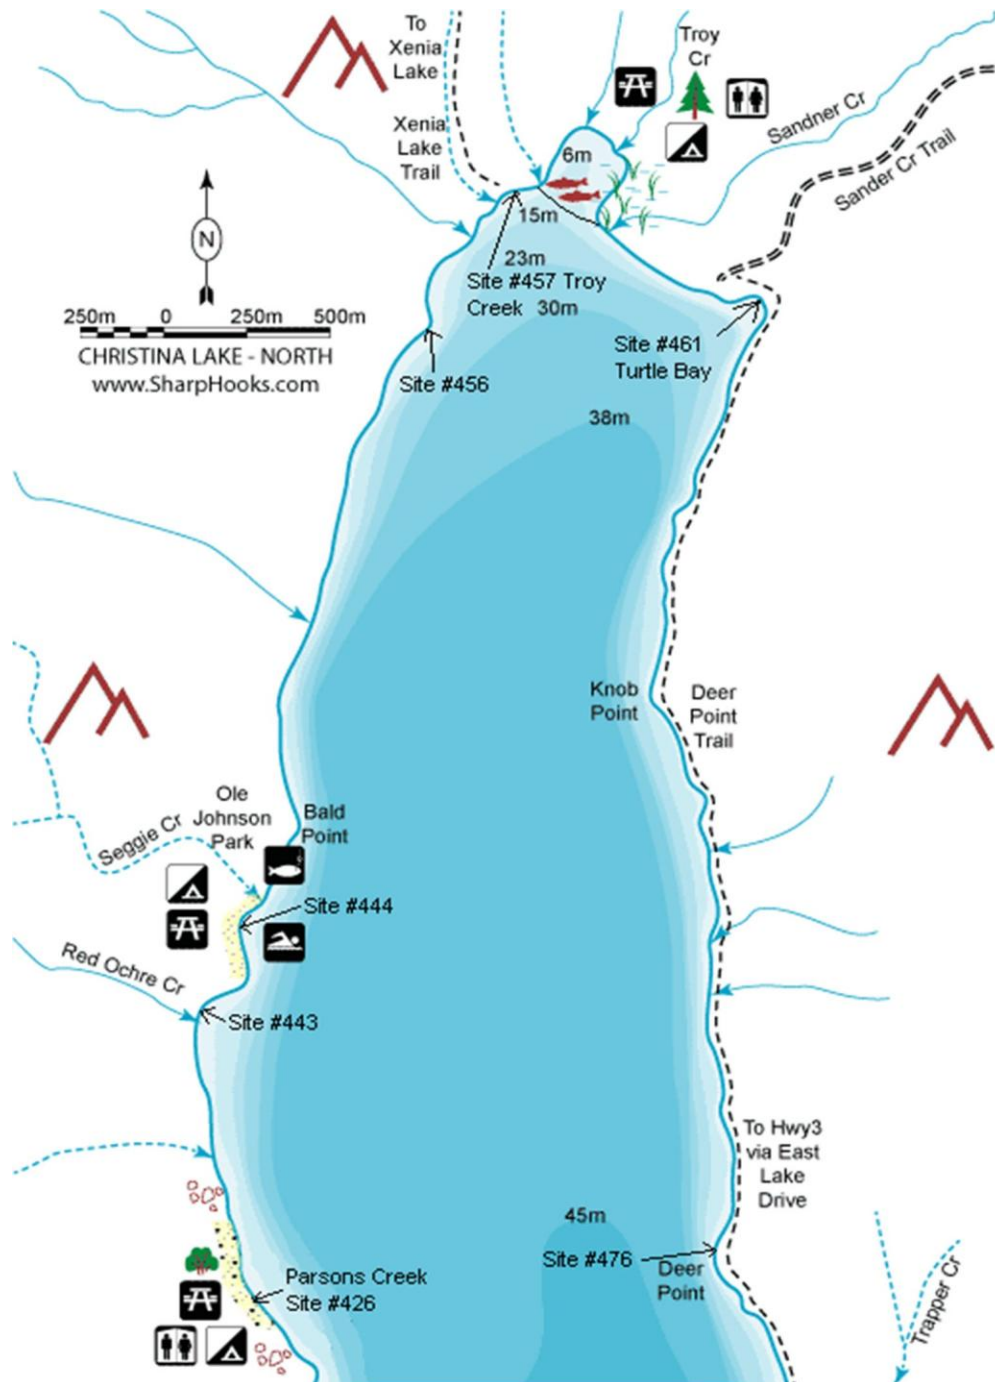 To
Xenia
Lake
Troy
Cr
Xenia
Lake
Trail
Sandner Cr
Sander Cr Trail
6m
15m
23m
Site #457 Troy
Creek
30m
N
250m 0 250m 500m
CHRISTINA LAKE - NORTH
www.SharpHooks.com
Site #456
Site #461
Turtle Bay
38m
Knob
Point
Deer
Point
Trail
Ole
Johnson
Park
Bald
Point
Seggie Cr
Site #444
Red Ochre Cr
Site #443
To Hwy3
via East
Lake
Drive
45m
Site #476
Deer
Point
Parsons Creek
Site #426
Trapper Cr